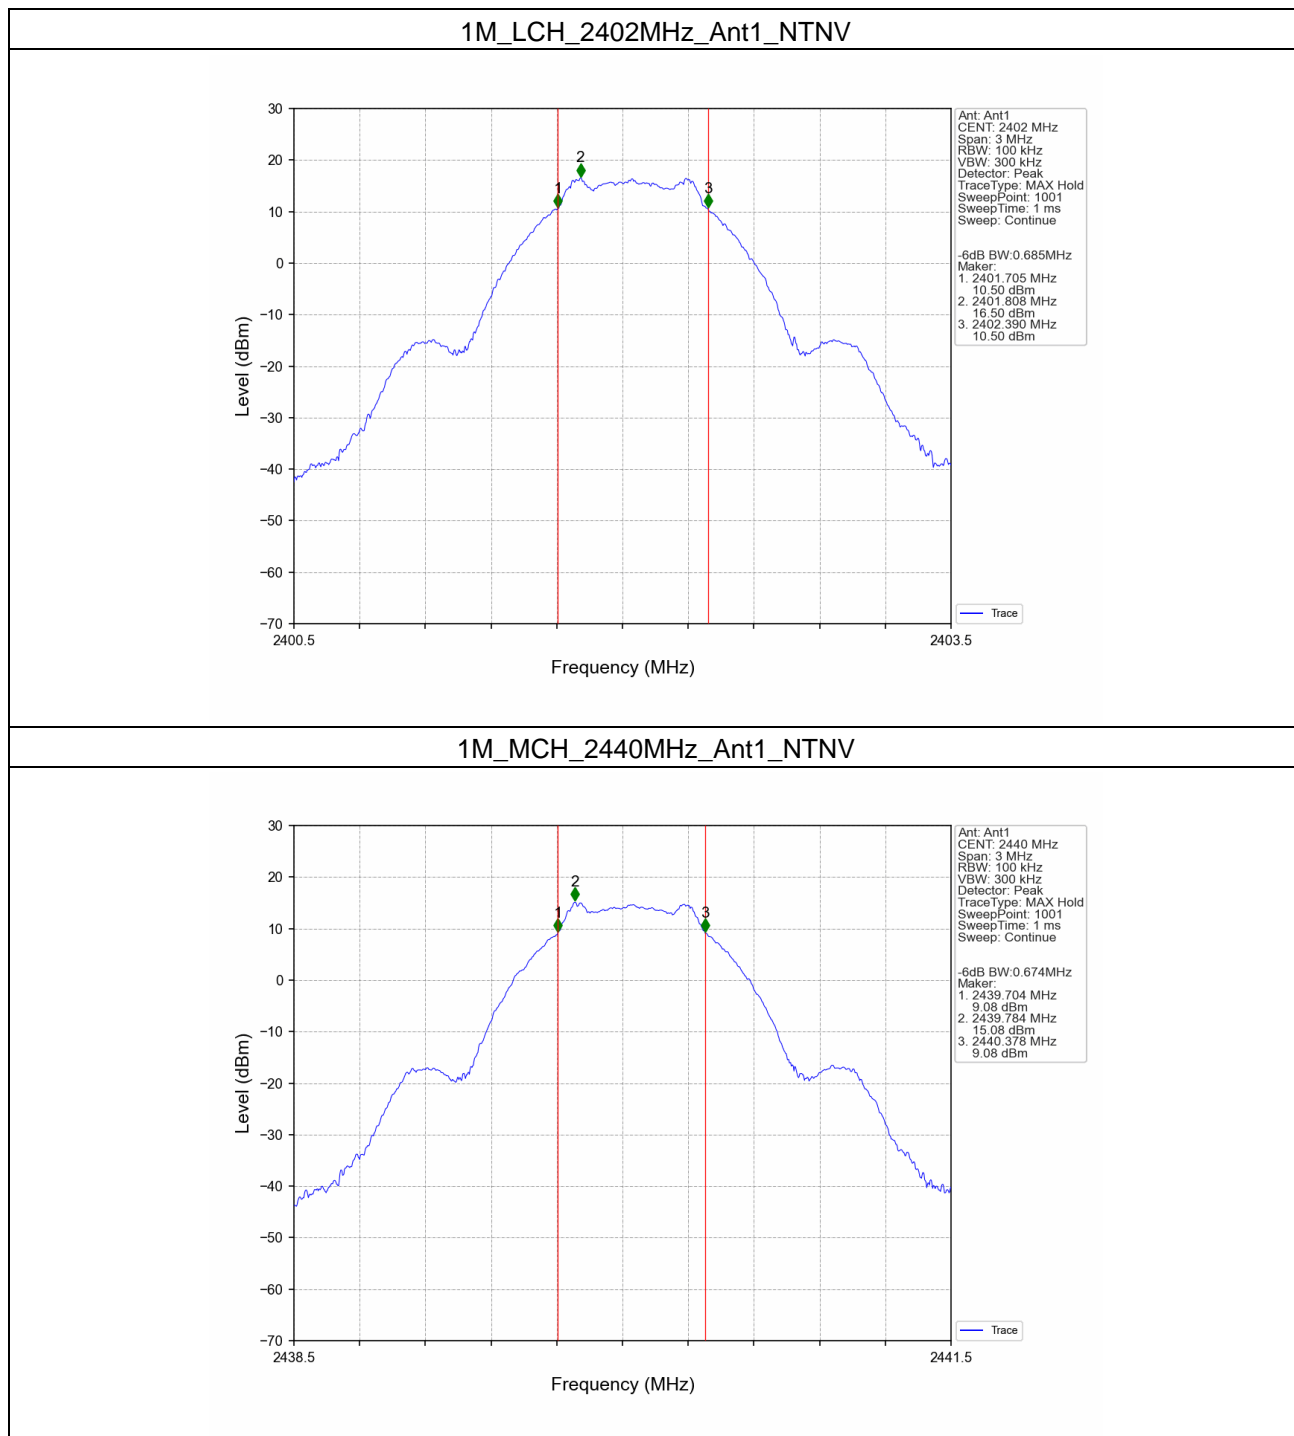 1M_LCH_2402MHz_Ant1_NTNV
30
20
10
0
−10
−20
−30
−40
−50
−60
−70
Level (dBm)
2400.5
2403.5
Frequency (MHz)
1
2
3
Ant: Ant1
CENT: 2402 MHz
Span: 3 MHz
RBW: 100 kHz
VBW: 300 kHz
Detector: Peak
TraceType: MAX Hold
SweepPoint: 1001
SweepTime: 1 ms
Sweep: Continue
-6dB BW:0.685MHz
Maker:
1. 2401.705 MHz
10.50 dBm
2. 2401.808 MHz
16.50 dBm
3. 2402.390 MHz
10.50 dBm
Trace
1M_MCH_2440MHz_Ant1_NTNV
30
20
10
0
−10
−20
−30
−40
−50
−60
−70
Level (dBm)
2438.5
2441.5
Frequency (MHz)
1
2
3
Ant: Ant1
CENT: 2440 MHz
Span: 3 MHz
RBW: 100 kHz
VBW: 300 kHz
Detector: Peak
TraceType: MAX Hold
SweepPoint: 1001
SweepTime: 1 ms
Sweep: Continue
-6dB BW:0.674MHz
Maker:
1. 2439.704 MHz
9.08 dBm
2. 2439.784 MHz
15.08 dBm
3. 2440.378 MHz
9.08 dBm
Trace